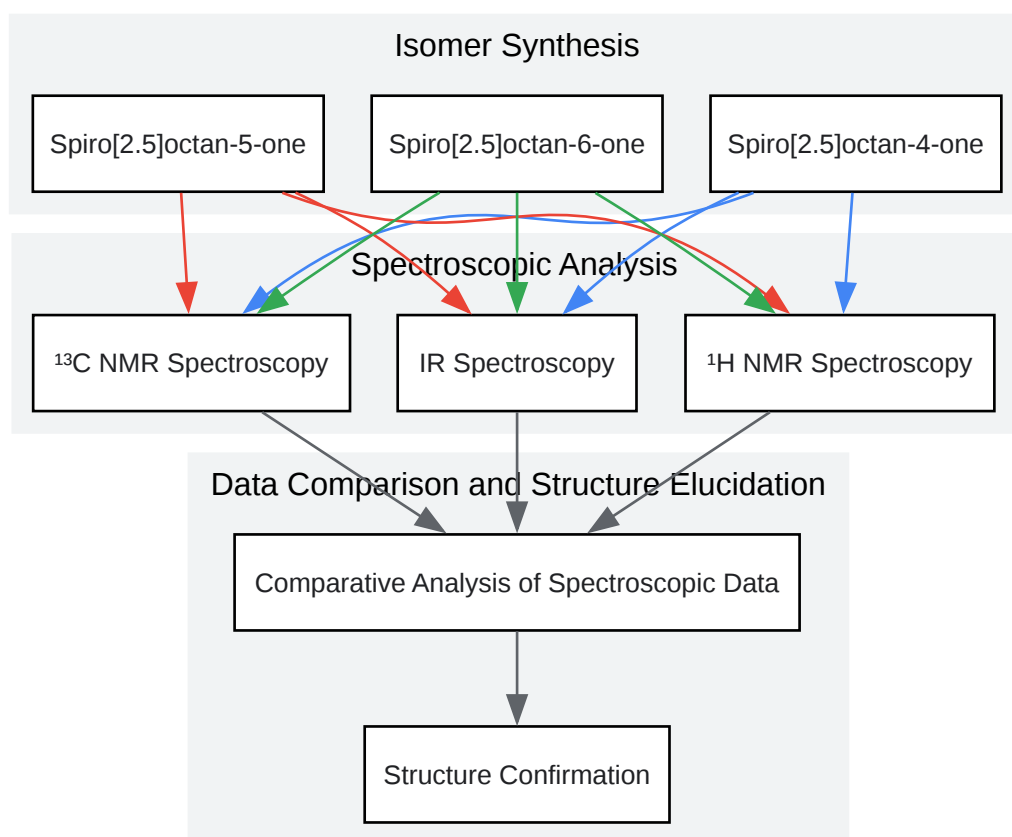 Isomer Synthesis
Spiro[2.5]octan-5-one
Spiro[2.5]octan-6-one
Spiro[2.5]octan-4-one
Spectroscopic Analysis
¹³C NMR Spectroscopy
IR Spectroscopy
¹H NMR Spectroscopy
Data Comparison and Structure Elucidation
Comparative Analysis of Spectroscopic Data
Structure Confirmation